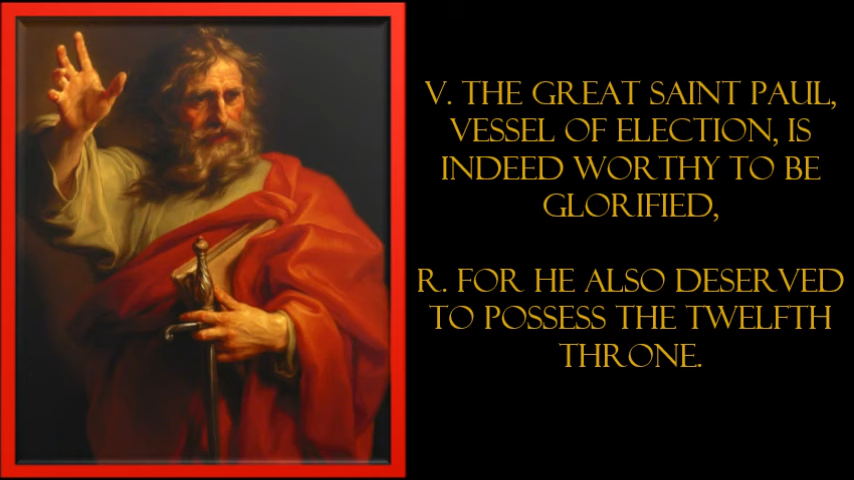 V. THE GREAT SAINT PAUL,
VESSEL OF ELECTION, IS
INDEED WORTHY TO BE
GLORIFIED,
R. FOR HE ALSO DESERVED
TO POSSESS THE TWELFTH
THRONE.